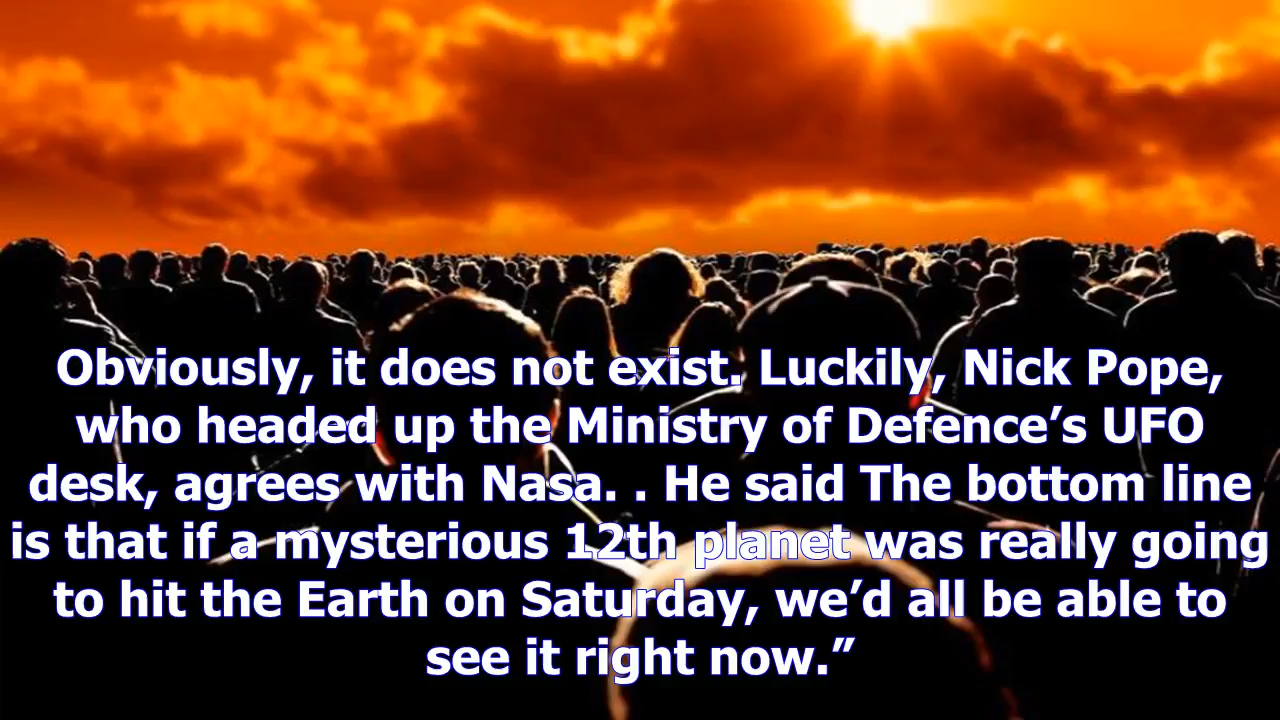 Obviously, it does not exist. Luckily, Nick Pope,
who headed up the Ministry of Defence’s UFO
desk, agrees with Nasa. . He said The bottom line
is that if a mysterious 12th planet was really going
to hit the Earth on Saturday, we’d all be able to
see it right now.”